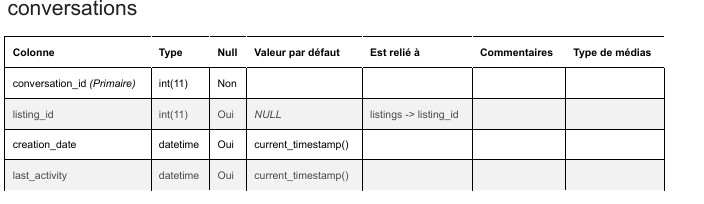 conversations
Colonne Type Null Valeur par défaut Est relié à Commentaires Type de médias
conversation_id (Primaire) int(11) Non
listing_id int(11) Oui NULL listings -> listing_id
creation_date datetime Oui current_timestamp()
last_activity datetime Oui current_timestamp()